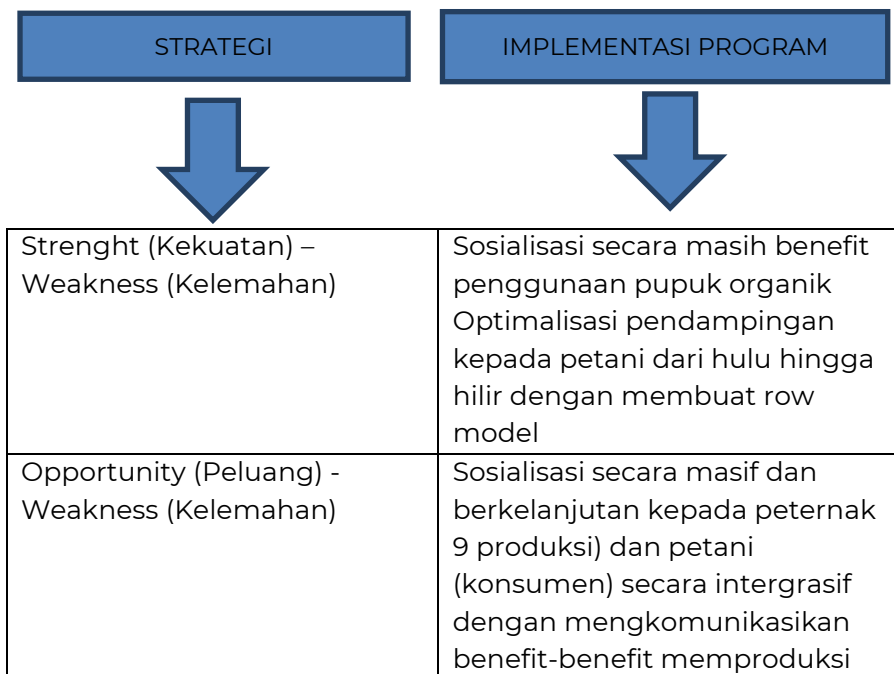 STRATEGI
IMPLEMENTASI PROGRAM
Strenght (Kekuatan) –
Weakness (Kelemahan)
Sosialisasi secara masih benefit
penggunaan pupuk organik
Optimalisasi pendampingan
kepada petani dari hulu hingga
hilir dengan membuat row
model
Opportunity (Peluang) -
Weakness (Kelemahan)
Sosialisasi secara masif dan
berkelanjutan kepada peternak
9 produksi) dan petani
(konsumen) secara intergrasif
dengan mengkomunikasikan
benefit-benefit memproduksi